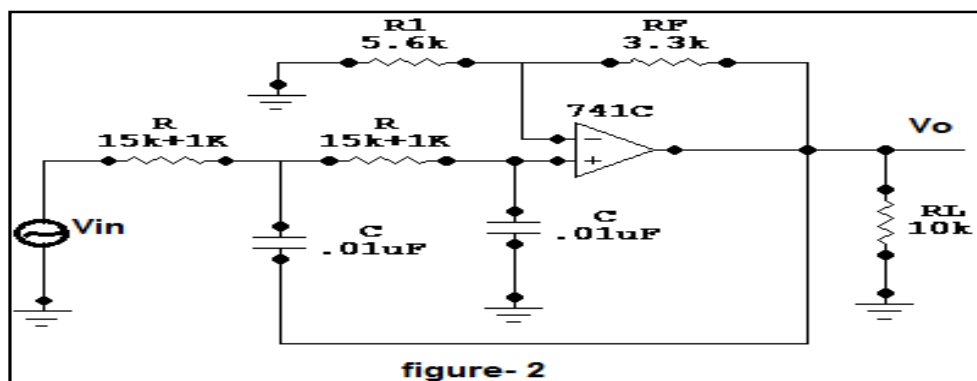 R1
5.6k
RF
3.3k
741C
R
15k+1K
R
15k+1K
Vo
Vin
C
.01uF
C
.01uF
RL
10k
−
+
figure- 2